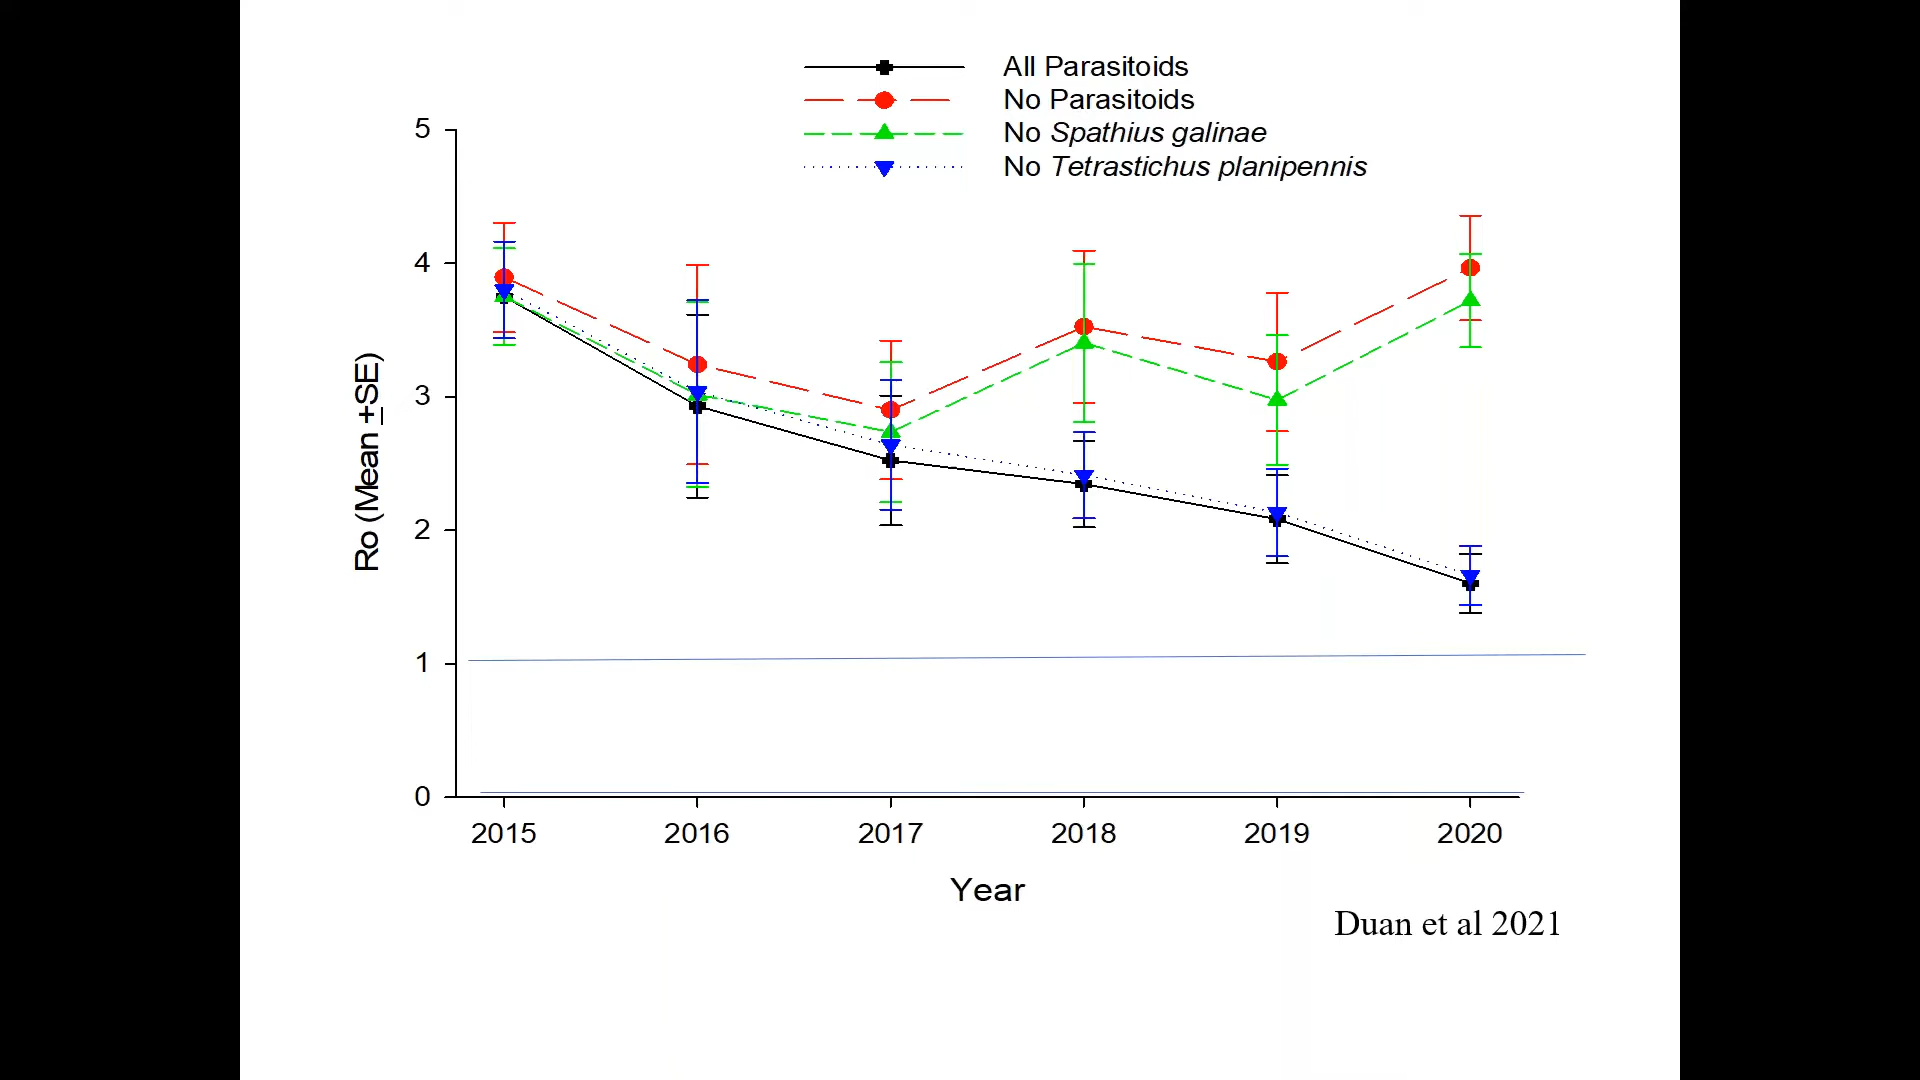 All Parasitoids
No Parasitoids
No Spathius galinae
No Tetrastichus planipennis
5
4
3
2
1
0
Ro (Mean +SE)
2015 2016 2017 2018 2019 2020
Year
Duan et al 2021